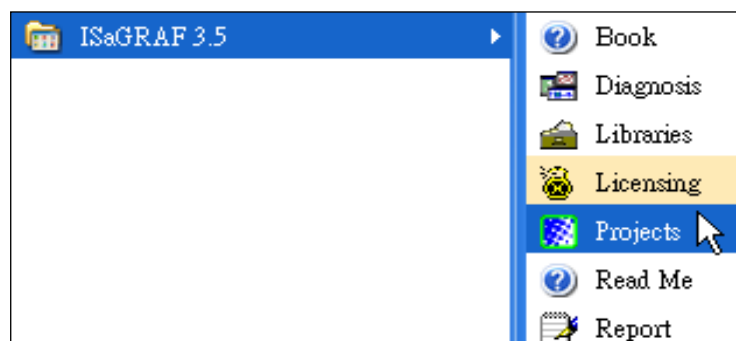 ISaGRAF 3.5
Book
Diagnosis
Libraries
Licensing
Projects
Read Me
Report